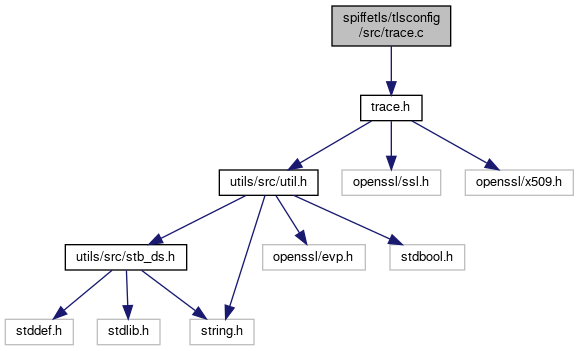 spiffetls/tlsconfig
/src/trace.c
trace.h
utils/src/util.h
openssl/ssl.h
openssl/x509.h
utils/src/stb_ds.h
openssl/evp.h
stdbool.h
stddef.h
stdlib.h
string.h